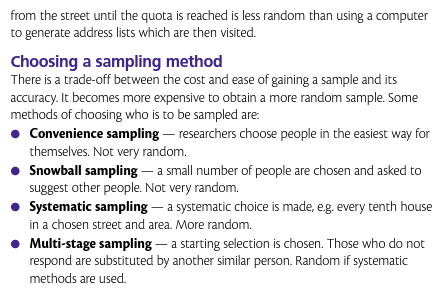 from the street until the quota is reached is less random than using a computer
to generate address lists which are then visited.
Choosing a sampling method
There is a trade-off between the cost and ease of gaining a sample and its
accuracy. It becomes more expensive to obtain a more random sample. Some
methods of choosing who is to be sampled are:
● Convenience sampling — researchers choose people in the easiest way for
themselves. Not very random.
● Snowball sampling — a small number of people are chosen and asked to
suggest other people. Not very random.
● Systematic sampling — a systematic choice is made, e.g. every tenth house
in a chosen street and area. More random.
● Multi-stage sampling — a starting selection is chosen. Those who do not
respond are substituted by another similar person. Random if systematic
methods are used.